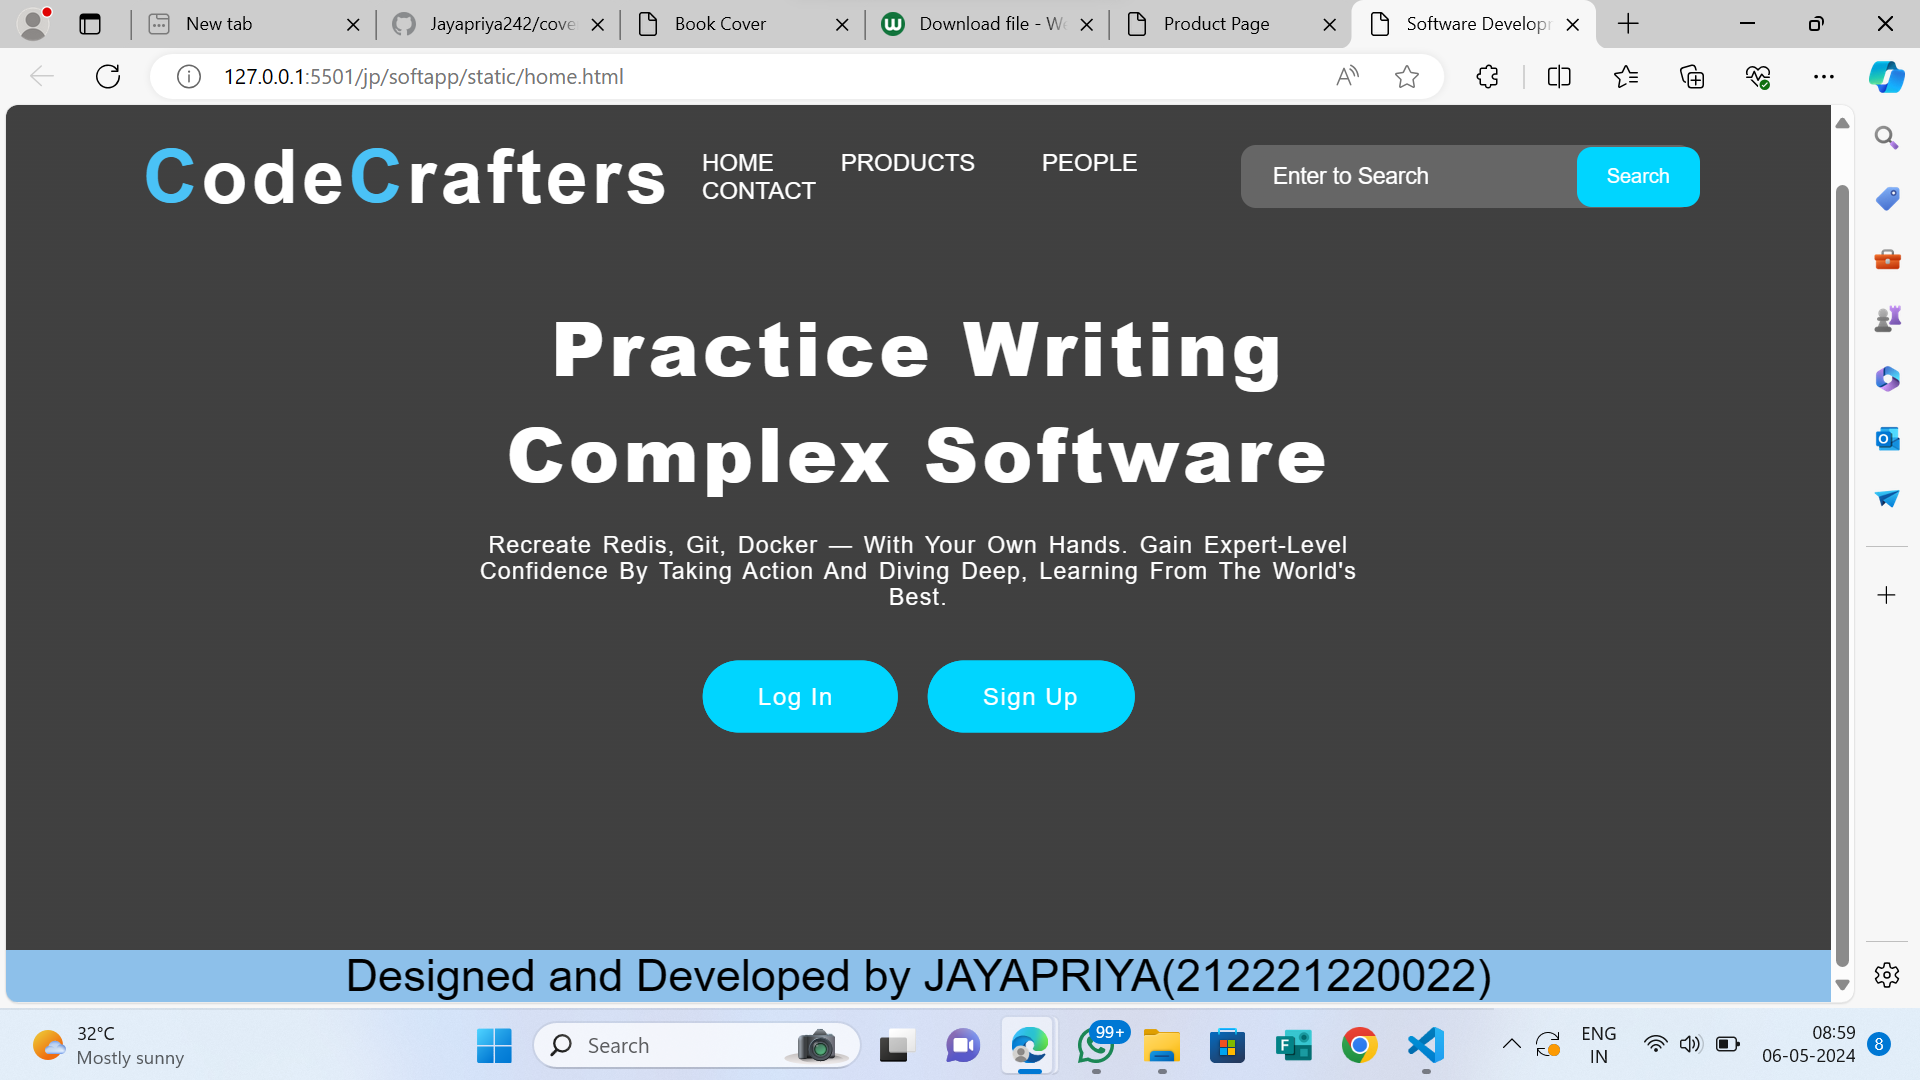 New tab
Jayapriya242/cove
Book Cover
Download file - We
Product Page
Software Developm
127.0.0.1:5501/jp/softapp/static/home.html
CodeCrafters
HOME PRODUCTS PEOPLE
CONTACT
Enter to Search
Search
Practice Writing
Complex Software
Recreate Redis, Git, Docker — With Your Own Hands. Gain Expert-Level
Confidence By Taking Action And Diving Deep, Learning From The World's
Best.
Log In
Sign Up
Designed and Developed by JAYAPRIYA(212221220022)
32°C
Mostly sunny
Search
99+
ENG
IN
08:59
06-05-2024
8